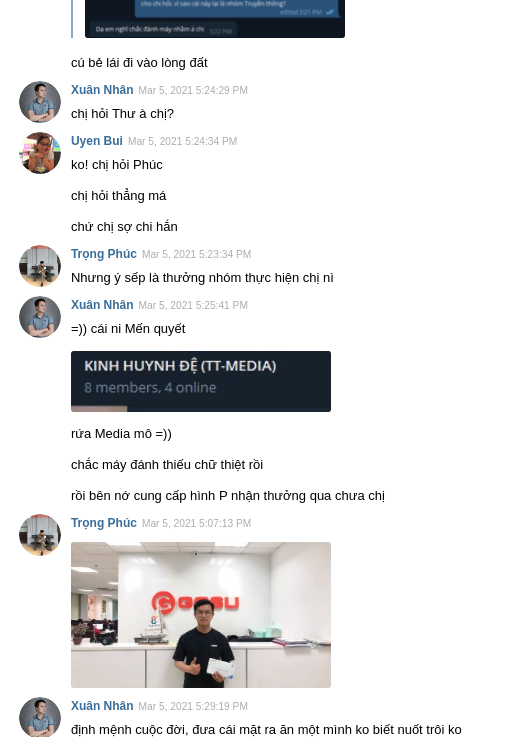 cho chị hỏi, vì sao cái này lại là nhóm Truyền thông?
edited 5:21 PM
Dạ em nghĩ chắc đánh máy nhầm á chị
5:22 PM
cú bẻ lái đi vào lòng đất
Xuân Nhân Mar 5, 2021 5:24:29 PM
chị hỏi Thư à chị?
Uyen Bui Mar 5, 2021 5:24:34 PM
ko! chị hỏi Phúc
chị hỏi thẳng má
chứ chị sợ chi hắn
Trọng Phúc Mar 5, 2021 5:23:34 PM
Nhưng ý sếp là thưởng nhóm thực hiện chị nì
Xuân Nhân Mar 5, 2021 5:25:41 PM
=)) cái ni Mến quyết
KINH HUYNH ĐỆ (TT-MEDIA)
8 members, 4 online
rứa Media mô =))
chắc máy đánh thiếu chữ thiệt rồi
rồi bên nớ cung cấp hình P nhận thưởng qua chưa chị
Trọng Phúc Mar 5, 2021 5:07:13 PM
GOSU
Xuân Nhân Mar 5, 2021 5:29:19 PM
định mệnh cuộc đời, đưa cái mặt ra ăn một mình ko biết nuốt trôi ko